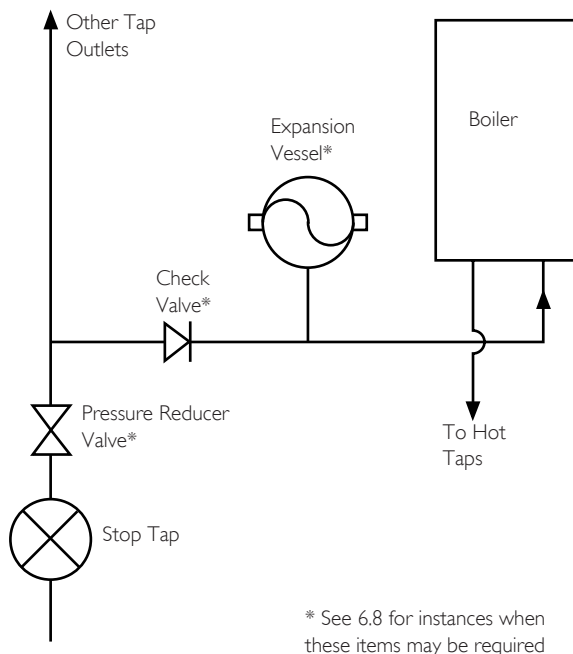 Other Tap
Outlets
Boiler
Expansion
Vessel*
Check
Valve*
Pressure Reducer
Valve*
To Hot
Taps
Stop Tap
* See 6.8 for instances when
these items may be required